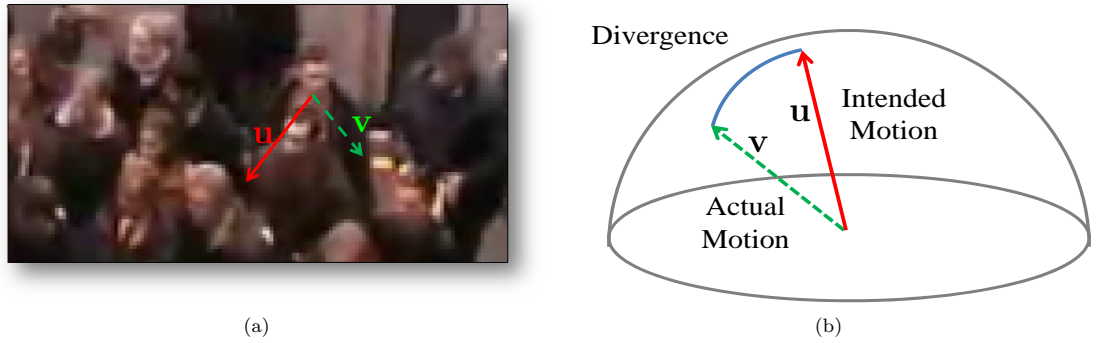 u
v
(a)
Divergence
u
Intended
Motion
v
Actual
Motion
(b)